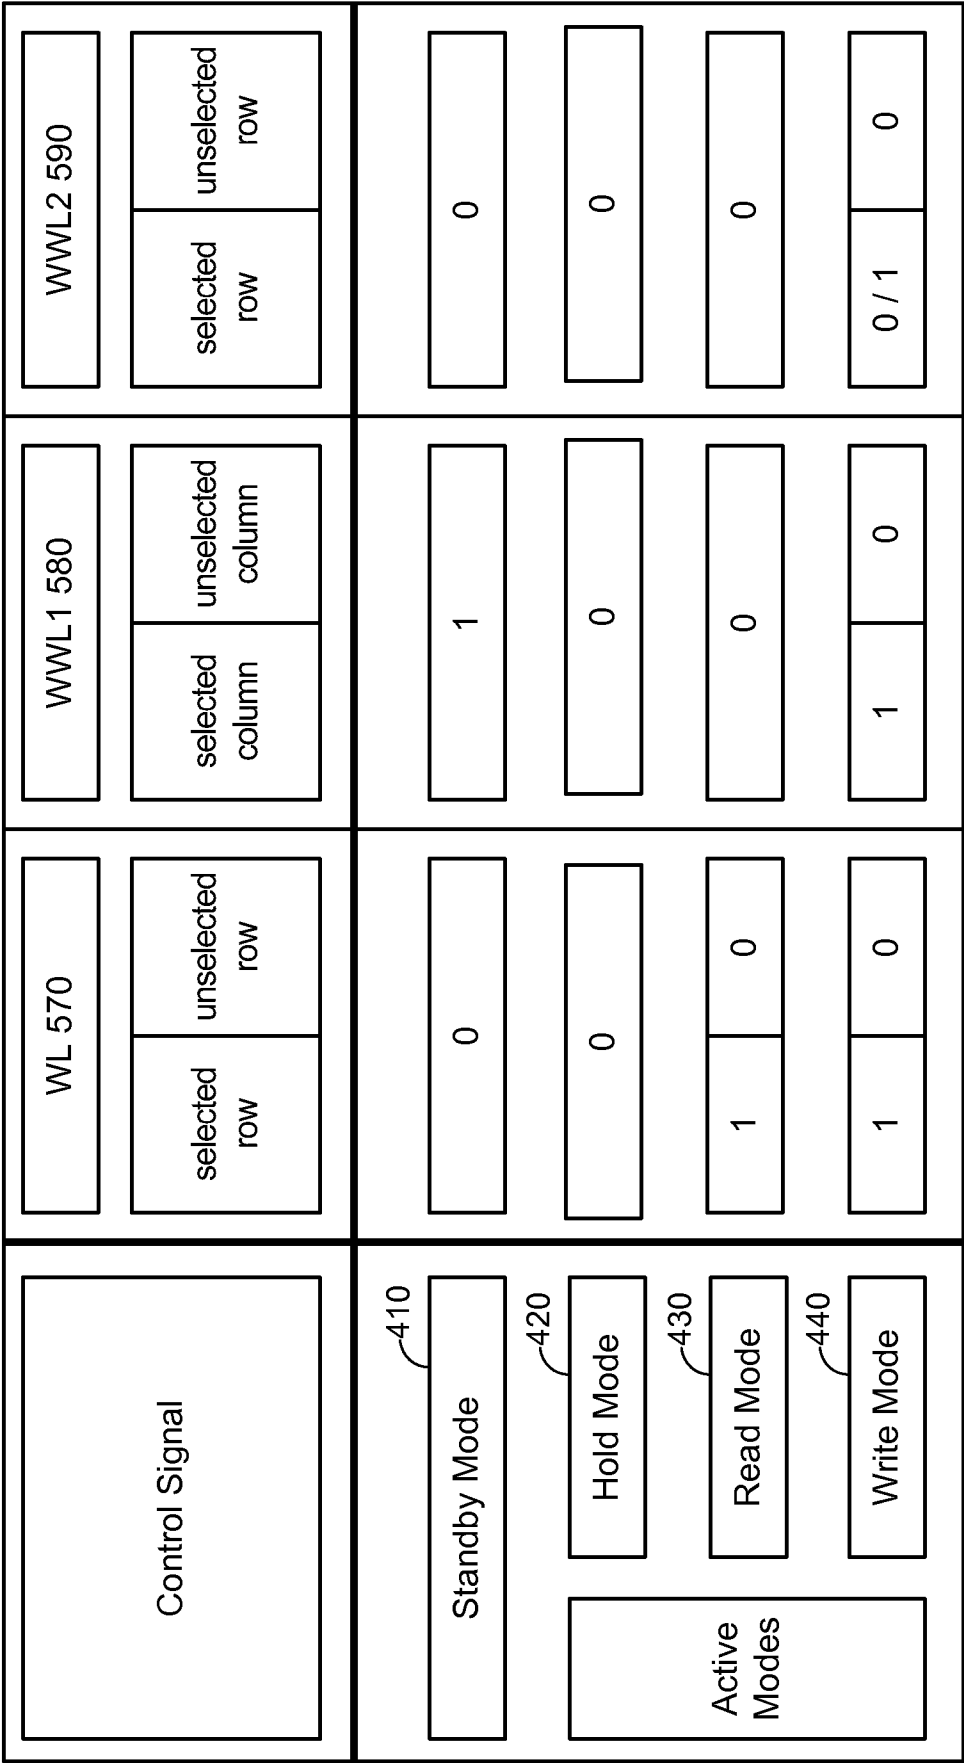 Control Signal
WL 570
selected
row
unselected
row
WWL1 580
selected
column
unselected
column
WWL2 590
selected
row
unselected
row
Standby Mode
410
0
1
0
Active
Modes
Hold Mode
420
0
0
0
Read Mode
430
1
0
0
0
Write Mode
440
1
0
1
0
0 / 1
0